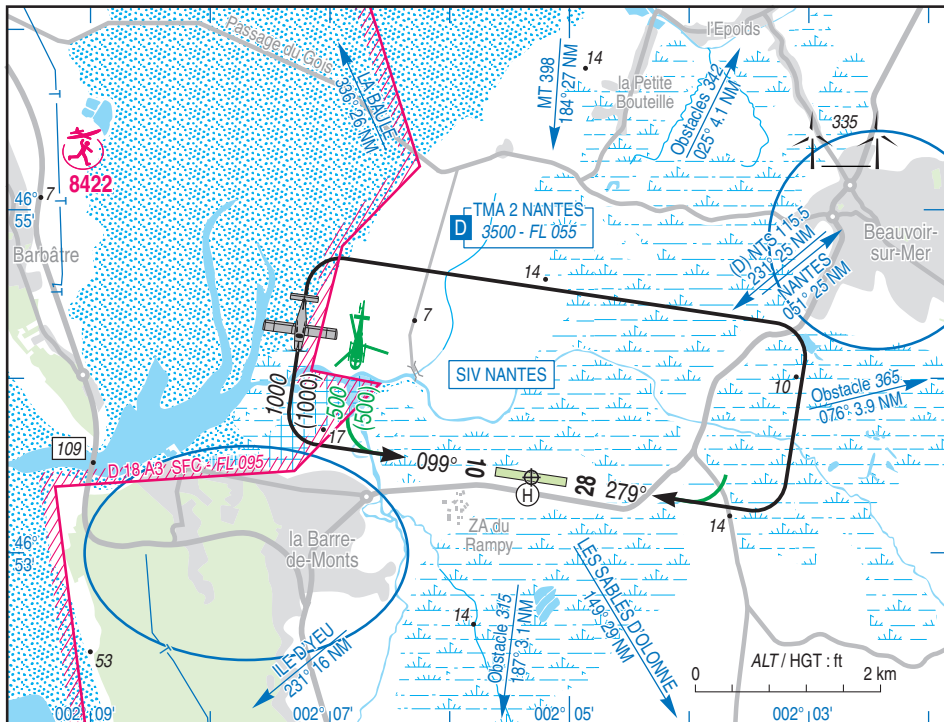 Passage du Gois
LA BAULE
336° 26 NM
14
MT 398
184° 27 NM
la Petite
Bouteille
l'Epoids
Obstacles 342
025° 4.1 NM
335
8422
7
46°
55'
Barbâtre
D
TMA 2 NANTES
3500 - FL 055
(D) NTS 115.5
231° 25 NM
NANTES
051° 25 NM
Beauvoir-
sur-Mer
14
7
SIV NANTES
10
Obstacle 365
076° 3.9 NM
1000
(1000)
500
(500)
17
109
D 18 A3 SFC - FL 095
099°
10
H
28
279°
14
46
53'
la Barre-
de-Monts
ZA du
Rampy
14
Obstacle 315
187° 3.1 NM
LES SABLES D'OLONNE
149° 29 NM
53
ILE D'YEU
231° 16 NM
ALT / HGT : ft
0
2 km
002° 09'
002° 07'
002° 05'
002° 03'